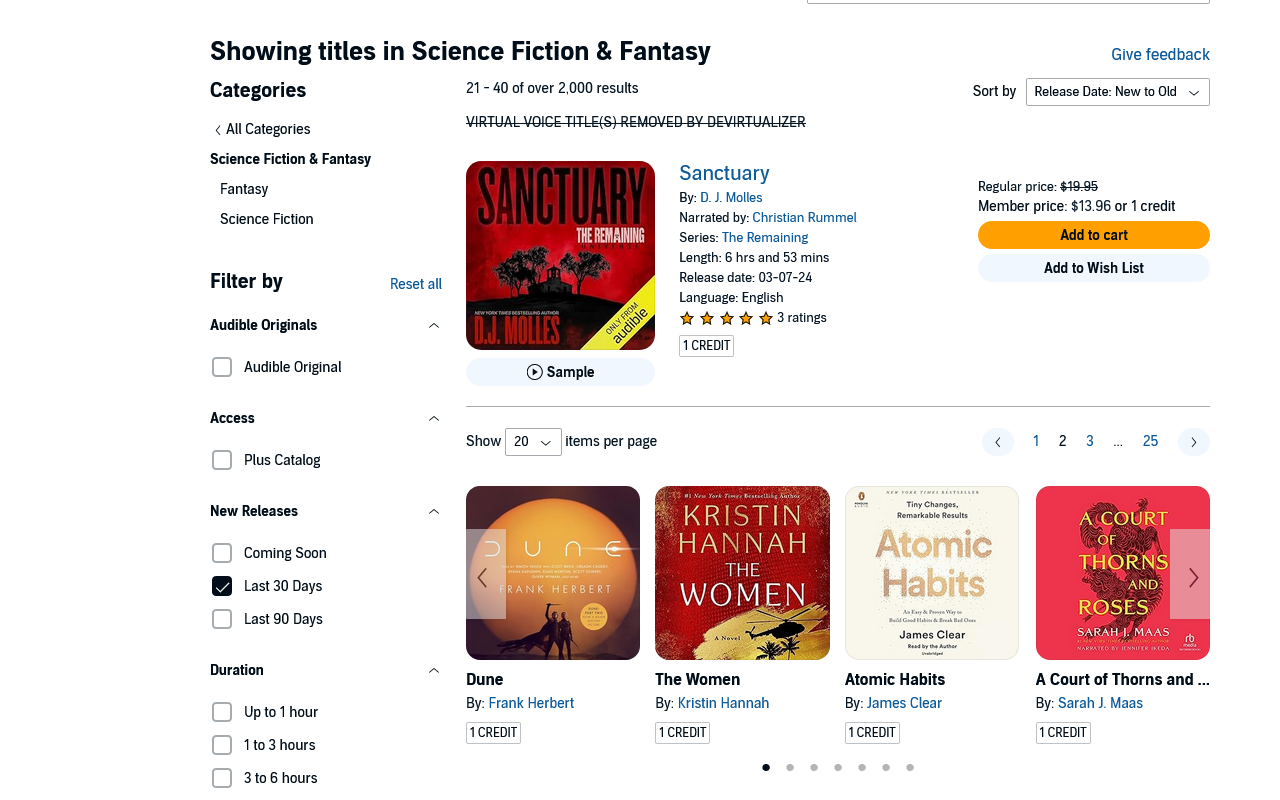 Showing titles in Science Fiction & Fantasy
Give feedback
Categories
All Categories
Science Fiction & Fantasy
Fantasy
Science Fiction
Filter by
Reset all
Audible Originals
Audible Original
Access
Plus Catalog
New Releases
Coming Soon
Last 30 Days
Last 90 Days
Duration
Up to 1 hour
1 to 3 hours
3 to 6 hours
21 - 40 of over 2,000 results
Sort by Release Date: New to Old
VIRTUAL VOICE TITLE(S) REMOVED BY DEVIRTUALIZER
SANCTUARY
THE REMAINING
UNIVERSE
NEW YORK TIMES BESTSELLING AUTHOR
D.J. MOLLES
ONLY FROM
audible
Sample
Sanctuary
By: D. J. Molles
Narrated by: Christian Rummel
Series: The Remaining
Length: 6 hrs and 53 mins
Release date: 03-07-24
Language: English
3 ratings
1 CREDIT
Regular price: $19.95
Member price: $13.96 or 1 credit
Add to cart
Add to Wish List
Show 20 items per page
1 2 3 ... 25
DUNE
FRANK HERBERT
Dune
By: Frank Herbert
1 CREDIT
#1 New York Times Bestselling Author
KRISTIN
HANNAH
THE
WOMEN
A Novel
The Women
By: Kristin Hannah
1 CREDIT
NEW YORK TIMES BESTSELLER
Tiny Changes,
Remarkable Results
Atomic
Habits
An Easy & Proven Way to
Build Good Habits & Break Bad Ones
James Clear
Read by the Author
Unabridged
Atomic Habits
By: James Clear
1 CREDIT
A COURT
OF
THORNS
AND
ROSES
SARAH J. MAAS
NARRATED BY JENNIFER IKEDA
rb
media
A Court of Thorns and ...
By: Sarah J. Maas
1 CREDIT